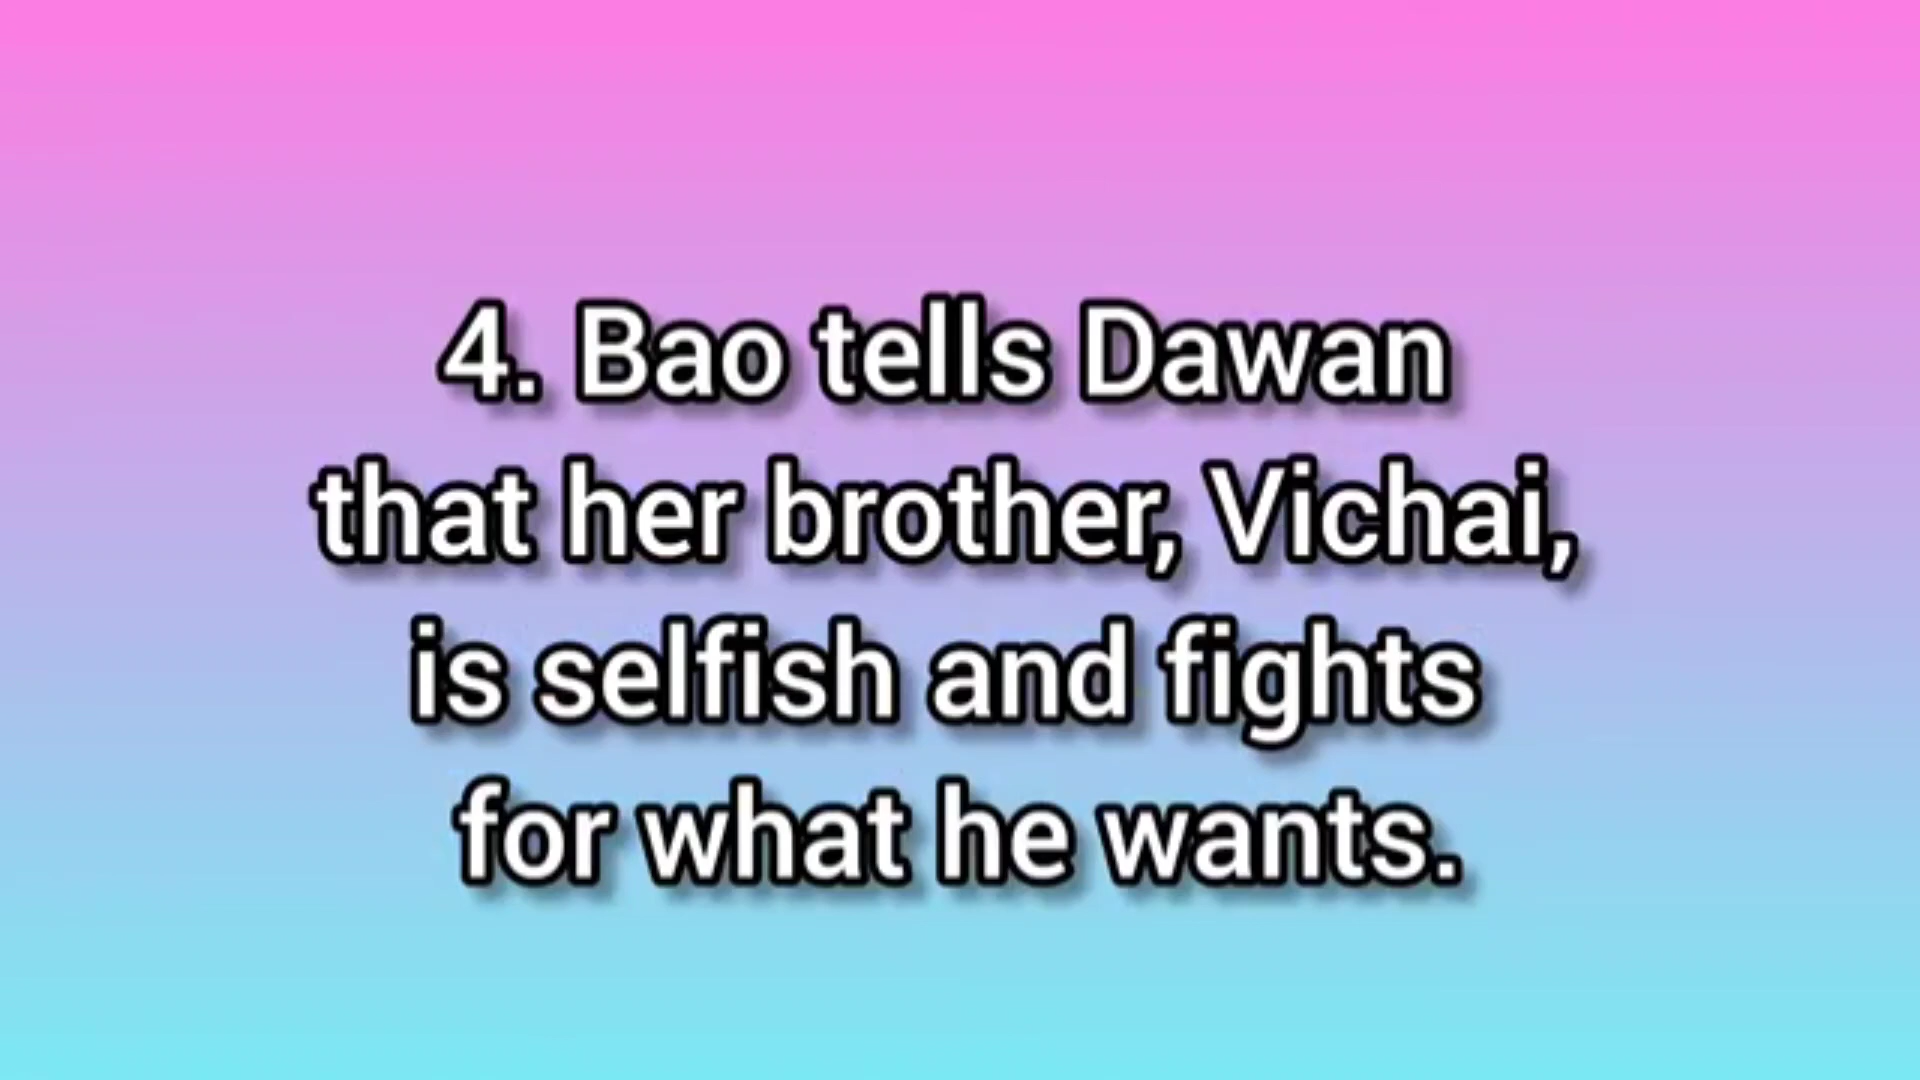 4. Bao tells Dawan
that her brother, Vichai,
is selfish and fights
for what he wants.